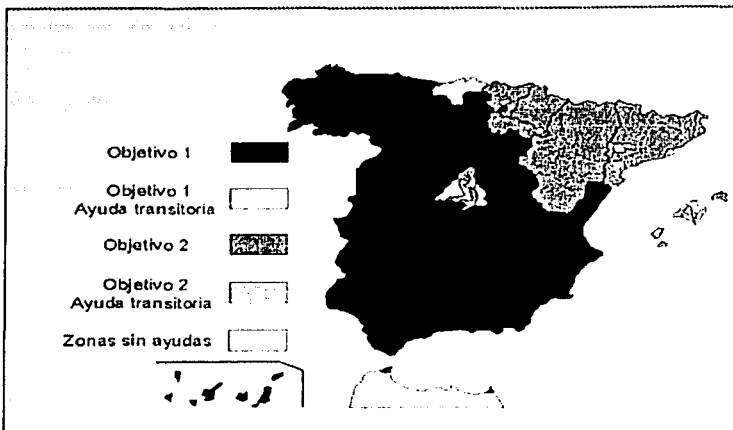 Objetivo 1
Objetivo 1
Ayuda transitoria
Objetivo 2
Objetivo 2
Ayuda transitoria
Zonas sin ayudas